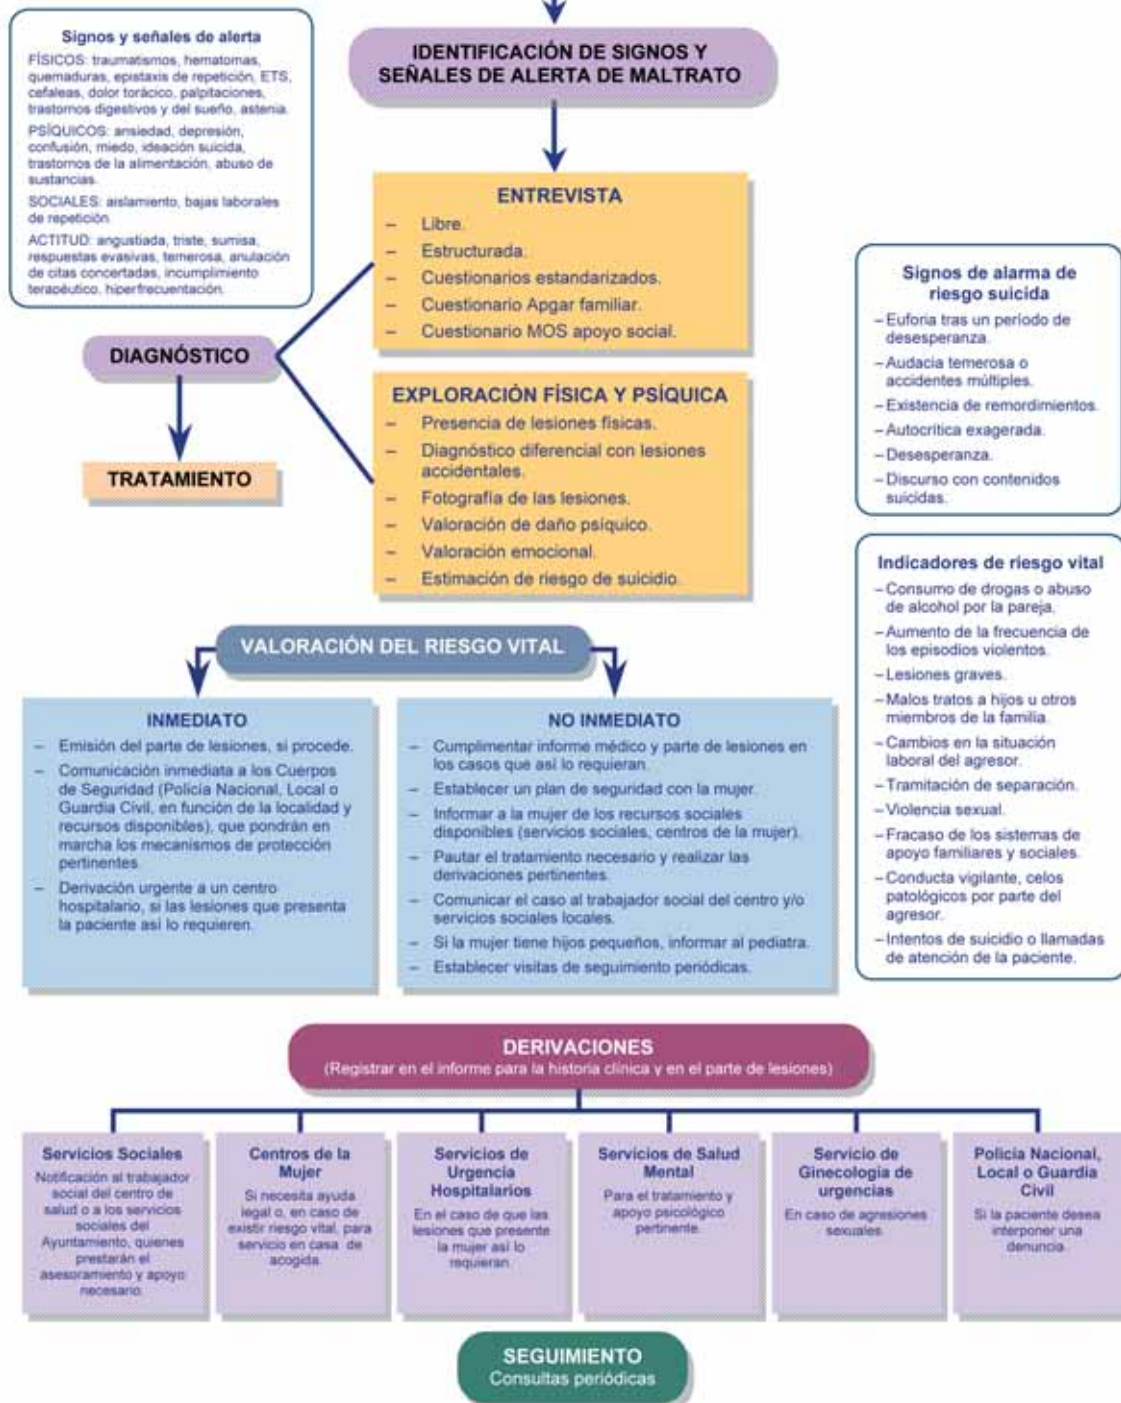 Signos y señales de alerta
FÍSICOS: traumatismos, hematomas,
quemaduras, epistaxis de repetición, ETS,
cefaleas, dolor torácico, palpitaciones,
trastornos digestivos y del sueño, astenia.
PSÍQUICOS: ansiedad, depresión,
confusión, miedo, ideación suicida,
trastornos de la alimentación, abuso de
sustancias.
SOCIALES: aislamiento, bajas laborales
de repetición
ACTITUD: angustiada, triste, sumisa,
respuestas evasivas, temerosa, anulación
de citas concertadas, incumplimiento
terapéutico, hiperfrecuentación.
IDENTIFICACIÓN DE SIGNOS Y
SEÑALES DE ALERTA DE MALTRATO
ENTREVISTA
– Libre.
– Estructurada.
– Cuestionarios estandarizados.
– Cuestionario Apgar familiar.
– Cuestionario MOS apoyo social.
DIAGNÓSTICO
TRATAMIENTO
EXPLORACIÓN FÍSICA Y PSÍQUICA
– Presencia de lesiones físicas.
– Diagnóstico diferencial con lesiones
accidentales.
– Fotografía de las lesiones.
– Valoración de daño psíquico.
– Valoración emocional.
– Estimación de riesgo de suicidio.
Signos de alarma de
riesgo suicida
– Euforia tras un período de
desesperanza.
– Audacia temerosa o
accidentes múltiples.
– Existencia de remordimientos.
– Autocrítica exagerada.
– Desesperanza.
– Discurso con contenidos
suicidas.
Indicadores de riesgo vital
– Consumo de drogas o abuso
de alcohol por la pareja.
– Aumento de la frecuencia de
los episodios violentos.
– Lesiones graves.
– Malos tratos a hijos u otros
miembros de la familia.
– Cambios en la situación
laboral del agresor.
– Tramitación de separación.
– Violencia sexual.
– Fracaso de los sistemas de
apoyo familiares y sociales.
– Conducta vigilante, celos
patológicos por parte del
agresor.
– Intentos de suicidio o llamadas
de atención de la paciente.
VALORACIÓN DEL RIESGO VITAL
INMEDIATO
– Emisión del parte de lesiones, si procede.
– Comunicación inmediata a los Cuerpos
de Seguridad (Policía Nacional, Local o
Guardia Civil, en función de la localidad y
recursos disponibles), que pondrán en
marcha los mecanismos de protección
pertinentes.
– Derivación urgente a un centro
hospitalario, si las lesiones que presenta
la paciente así lo requieren.
NO INMEDIATO
– Cumplimentar informe médico y parte de lesiones en
los casos que así lo requieran.
– Establecer un plan de seguridad con la mujer.
– Informar a la mujer de los recursos sociales
disponibles (servicios sociales, centros de la mujer).
– Pautar el tratamiento necesario y realizar las
derivaciones pertinentes.
– Comunicar el caso al trabajador social del centro y/o
servicios sociales locales.
– Si la mujer tiene hijos pequeños, informar al pediatra.
– Establecer visitas de seguimiento periódicas.
DERIVACIONES
(Registrar en el informe para la historia clínica y en el parte de lesiones)
Servicios Sociales
Notificación al trabajador
social del centro de
salud o a los servicios
sociales del
Ayuntamiento, quienes
prestarán el
asesoramiento y apoyo
necesario.
Centros de la
Mujer
Si necesita ayuda
legal o, en caso de
existir riesgo vital, para
servicio en casa de
acogida.
Servicios de
Urgencia
Hospitalarios
En el caso de que las
lesiones que presente
la mujer así lo
requieran.
Servicios de Salud
Mental
Para el tratamiento y
apoyo psicológico
pertinente.
Servicio de
Ginecología de
urgencias
En caso de agresiones
sexuales.
Policía Nacional,
Local o Guardia
Civil
Si la paciente desea
interponer una
denuncia.
SEGUIMIENTO
Consultas periódicas